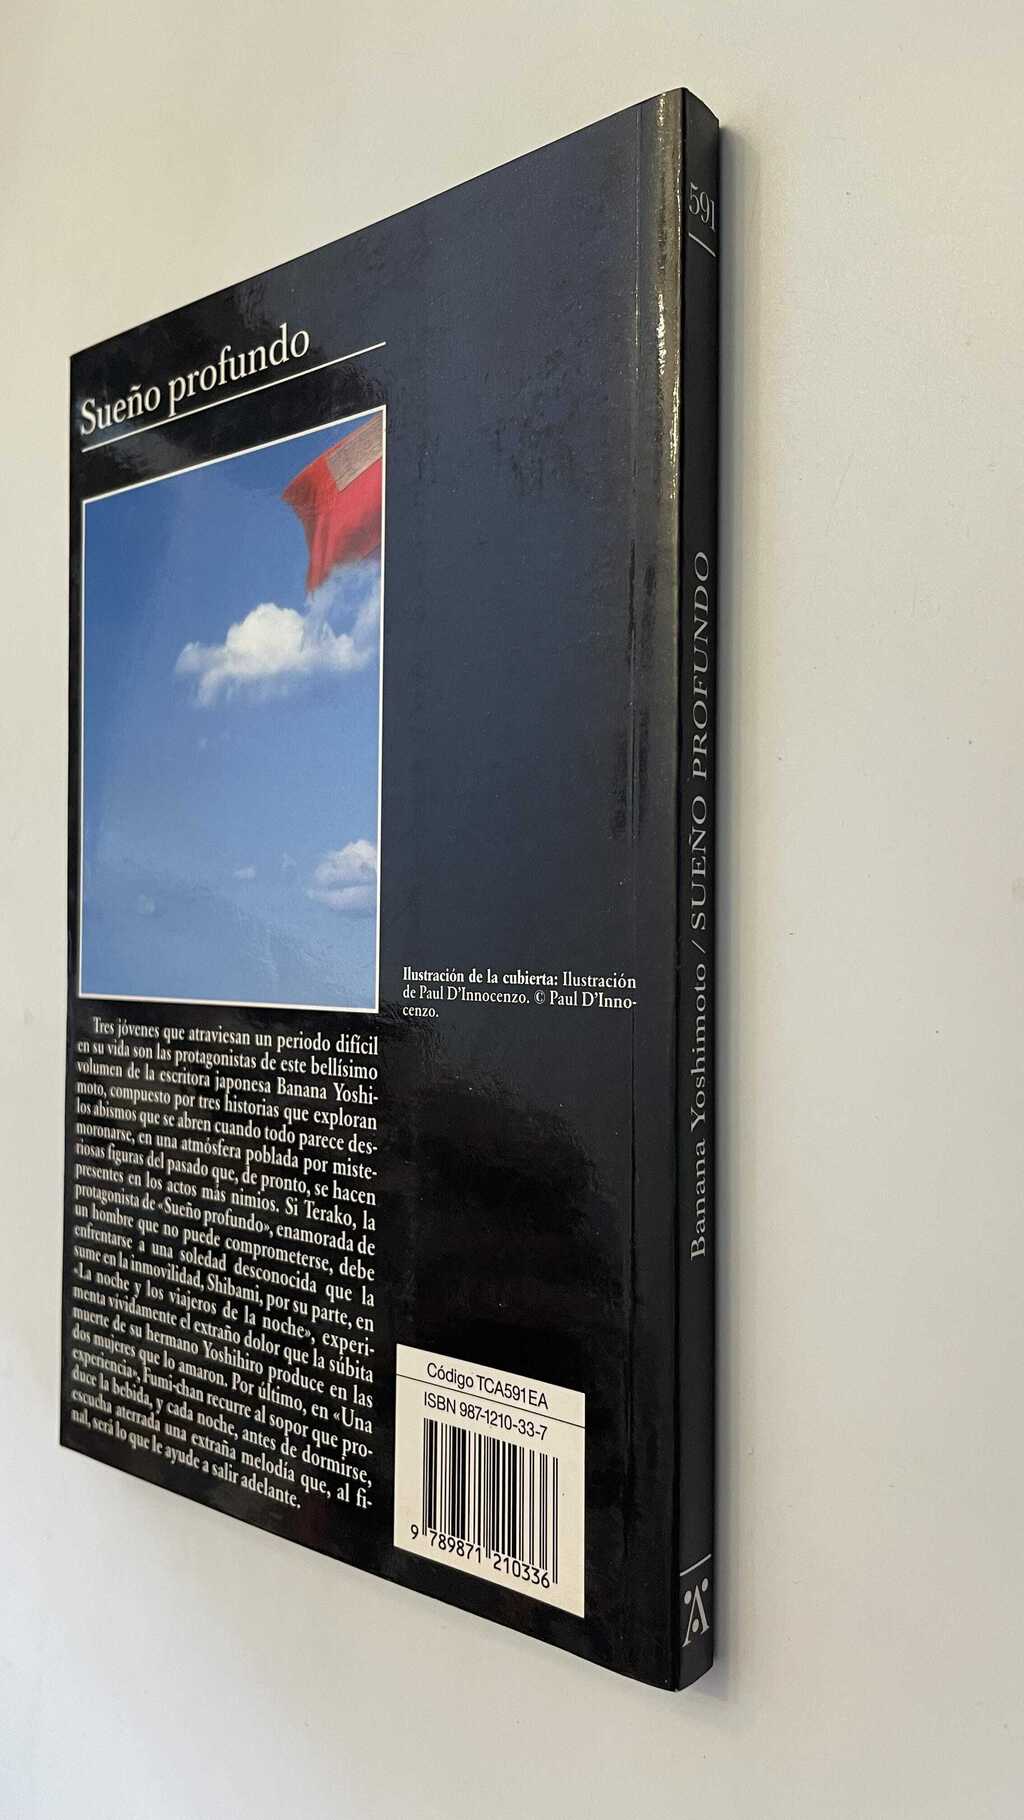 Sueño profundo
Ilustración de la cubierta: Ilustración
de Paul D'Innocenzo. © Paul D'Inno-
cenzo.
Tres jóvenes que atraviesan un periodo difícil
en su vida son las protagonistas de este bellísimo
volumen de la escritora japonesa Banana Yoshi-
moto, compuesto por tres historias que exploran
los abismos que se abren cuando todo parece des-
moronarse, en una atmósfera poblada por miste-
riosas figuras del pasado que, de pronto, se hacen
presentes en los actos más nimios. Si Terako, la
protagonista de «Sueño profundo», enamorada de
un hombre que no puede comprometerse, debe
enfrentarse a una soledad desconocida que la
sume en la inmovilidad, Shibami, por su parte, en
«La noche y los viajeros de la noche», experi-
menta vívidamente el extraño dolor que la súbita
muerte de su hermano Yoshihiro produce en las
dos mujeres que lo amaron. Por último, en «Una
experiencia», Fumi-chan recurre al sopor que pro-
duce la bebida, y cada noche, antes de dormirse,
escucha aterrada una extraña melodía que, al fi-
nal, será lo que le ayude a salir adelante.
Código TCA591EA
ISBN 987-1210-33-7
9 789871 210336
591
Banana Yoshimoto / SUEÑO PROFUNDO
A